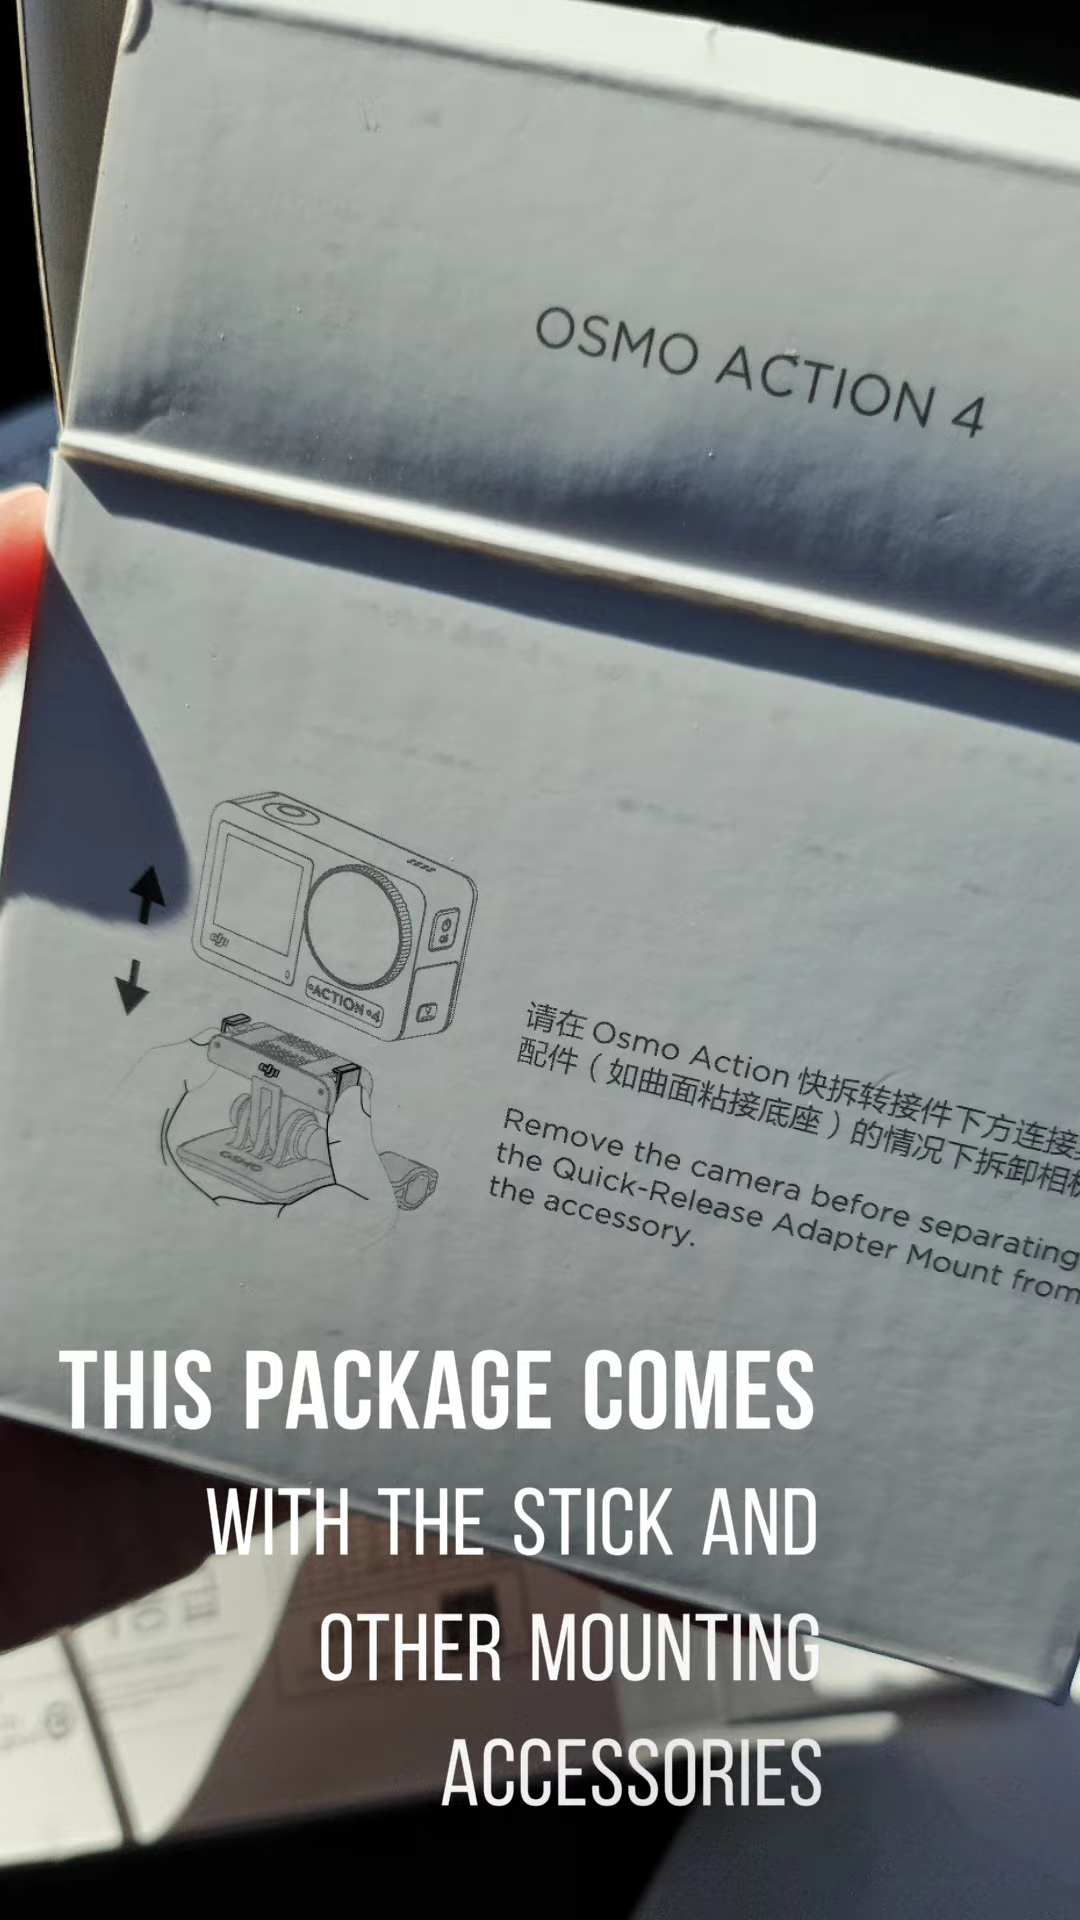 OSMO ACTION 4
dji
•ACTION•4
dji
OSMO
请在 Osmo Action 快拆转接件下方连接
配件（如曲面粘接底座）的情况下拆卸相
Remove the camera before separating
the Quick-Release Adapter Mount from
the accessory.
THIS PACKAGE COMES
WITH THE STICK AND
OTHER MOUNTING
ACCESSORIES